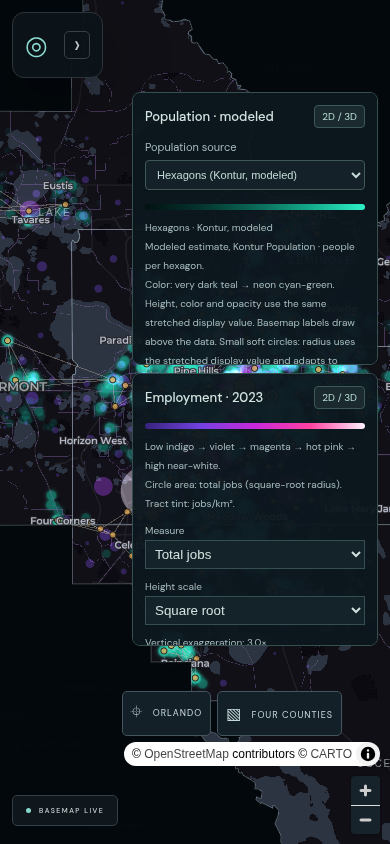 Population · modeled
2D / 3D
Population source
Hexagons (Kontur, modeled)
Hexagons · Kontur, modeled
Modeled estimate, Kontur Population · people
per hexagon.
Color: very dark teal → neon cyan-green.
Height, color and opacity use the same
stretched display value. Basemap labels draw
above the data. Small soft circles: radius uses
the stretched display value and adapts to
Eustis
LAKE
Tavares
Paradi
Pine Hills
RMONT
Employment · 2023
2D / 3D
Low indigo → violet → magenta → hot pink →
high near-white.
Circle area: total jobs (square-root radius).
Tract tint: jobs/km².
Measure
Total jobs
Height scale
Square root
Vertical exaggeration: 3.0×
Horizon West
Four Corners
Cele
ORLANDO
FOUR COUNTIES
© OpenStreetMap contributors © CARTO
BASEMAP LIVE